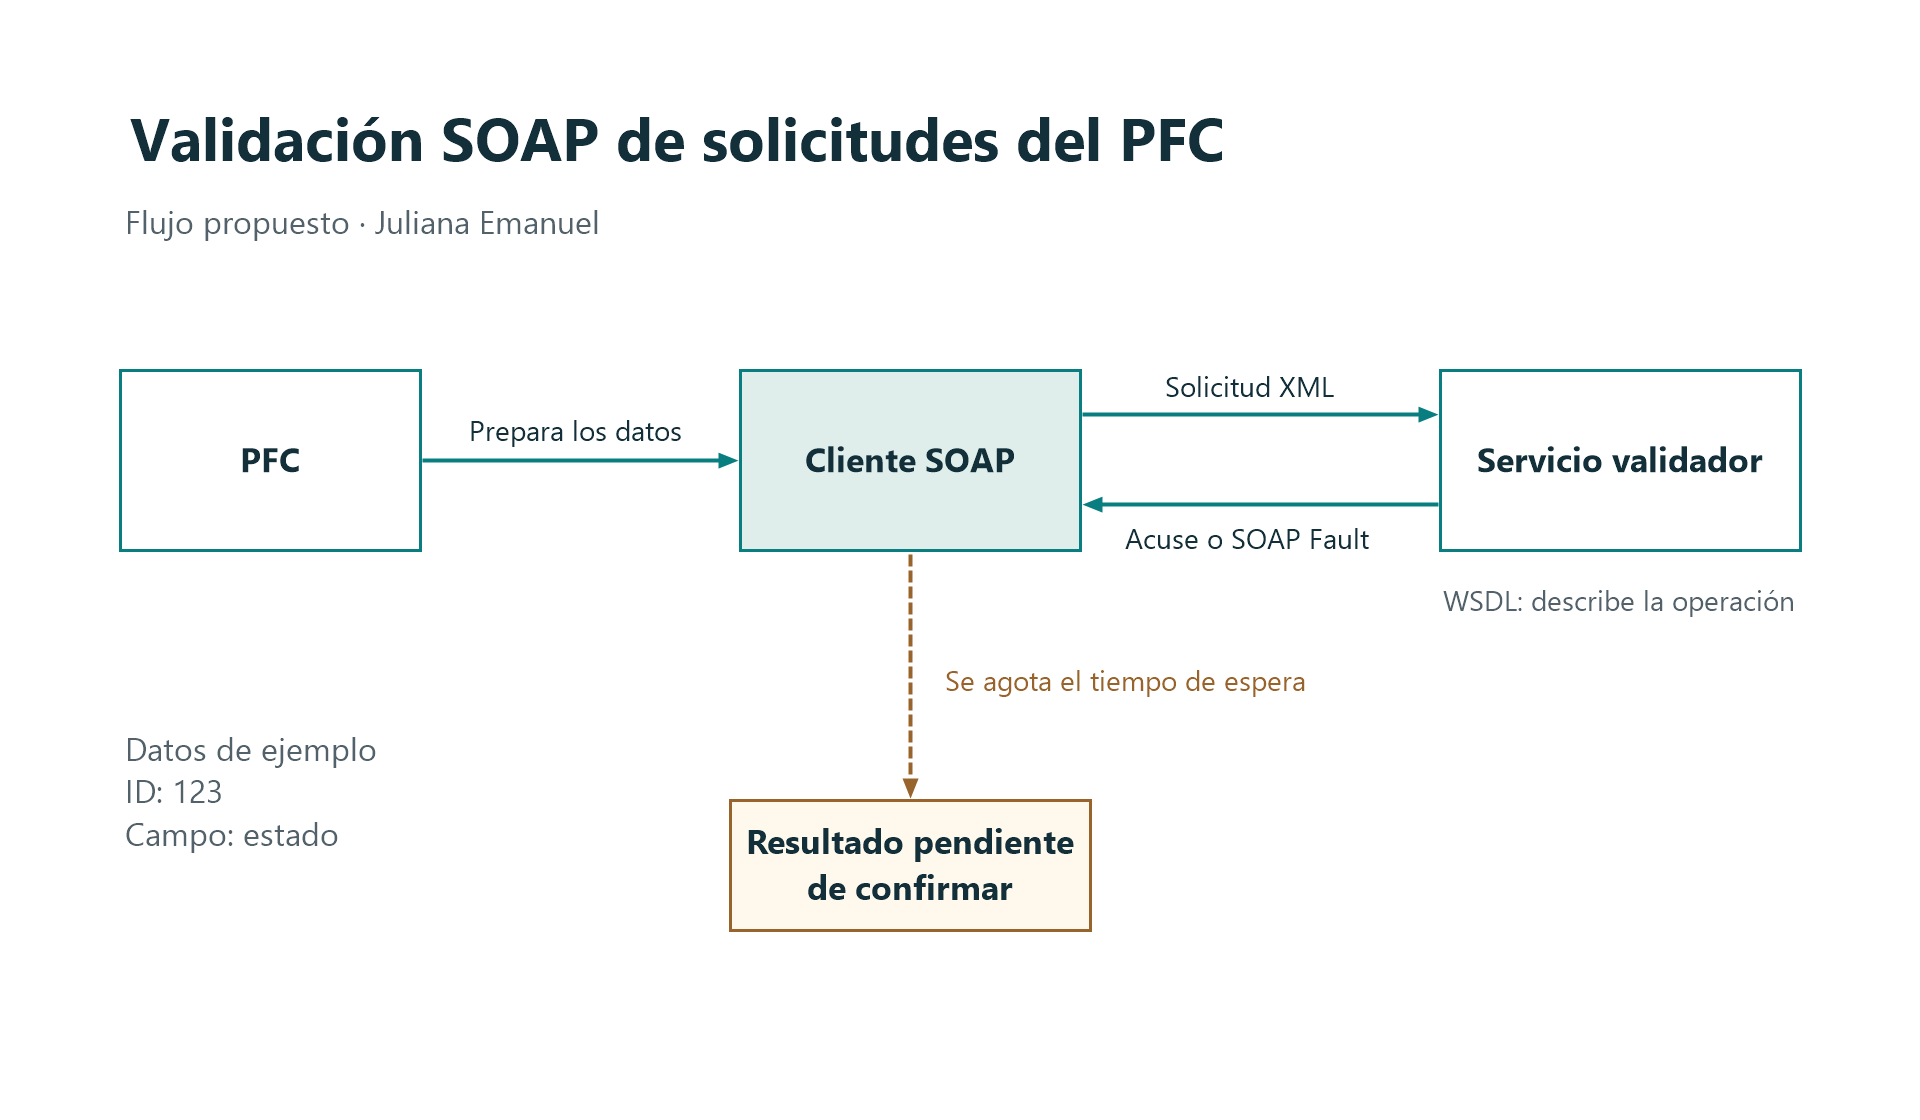 Validación SOAP de solicitudes del PFC
Flujo propuesto · Juliana Emanuel
PFC
Prepara los datos
Cliente SOAP
Solicitud XML
Acuse o SOAP Fault
Servicio validador
WSDL: describe la operación
Se agota el tiempo de espera
Datos de ejemplo
ID: 123
Campo: estado
Resultado pendiente
de confirmar